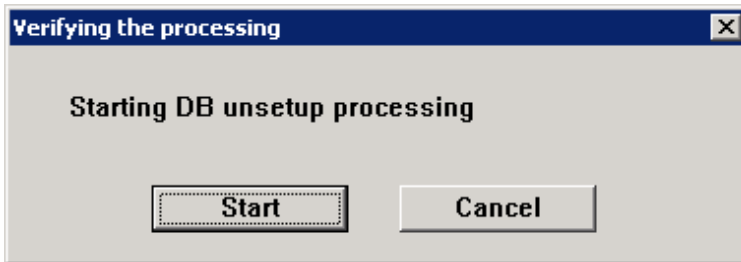 Verifying the processing
Starting DB unsetup processing
Start
Cancel